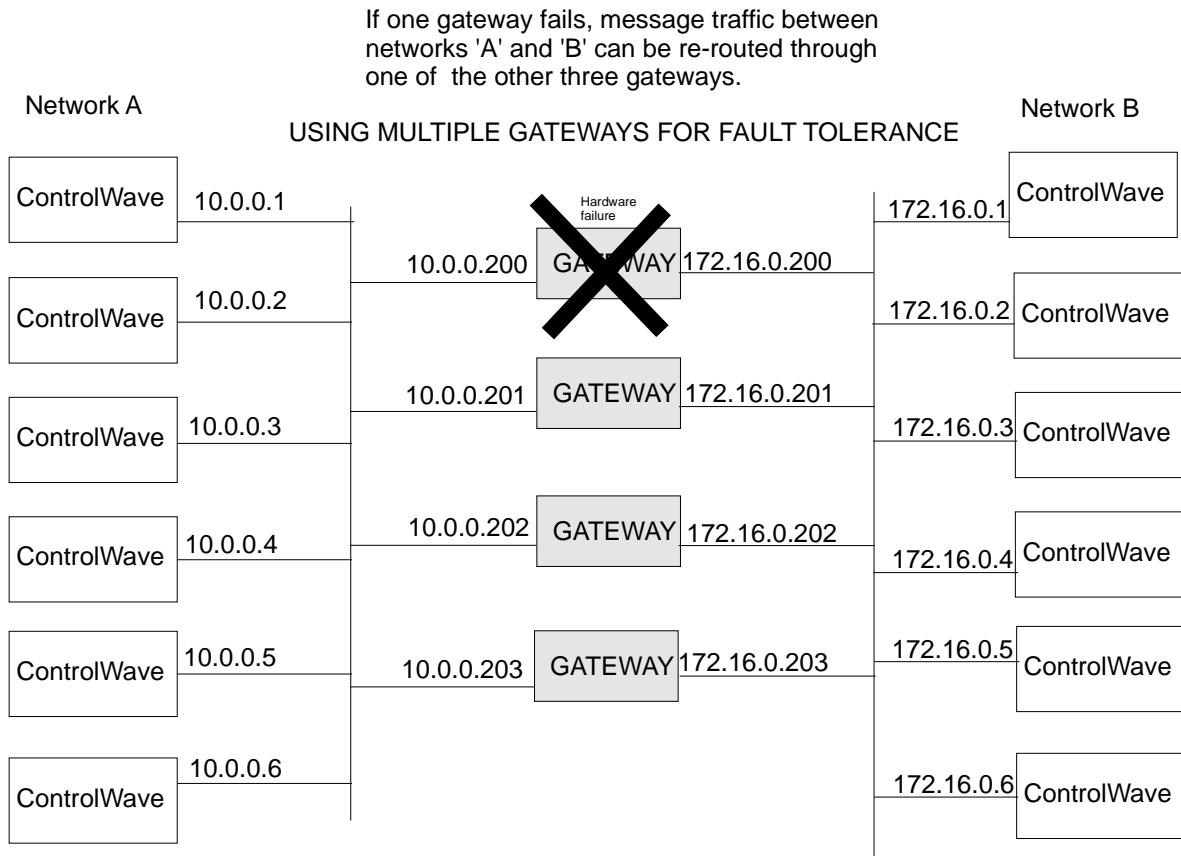 If one gateway fails, message traffic between
networks 'A' and 'B' can be re-routed through
one of the other three gateways.
Network A
Network B
USING MULTIPLE GATEWAYS FOR FAULT TOLERANCE
ControlWave
10.0.0.1
Hardware
failure
172.16.0.1
ControlWave
10.0.0.200
GATEWAY
172.16.0.200
ControlWave
10.0.0.2
172.16.0.2
ControlWave
10.0.0.201
GATEWAY
172.16.0.201
ControlWave
10.0.0.3
172.16.0.3
ControlWave
10.0.0.202
GATEWAY
172.16.0.202
ControlWave
10.0.0.4
172.16.0.4
ControlWave
ControlWave
10.0.0.5
10.0.0.203
GATEWAY
172.16.0.203
172.16.0.5
ControlWave
ControlWave
10.0.0.6
172.16.0.6
ControlWave